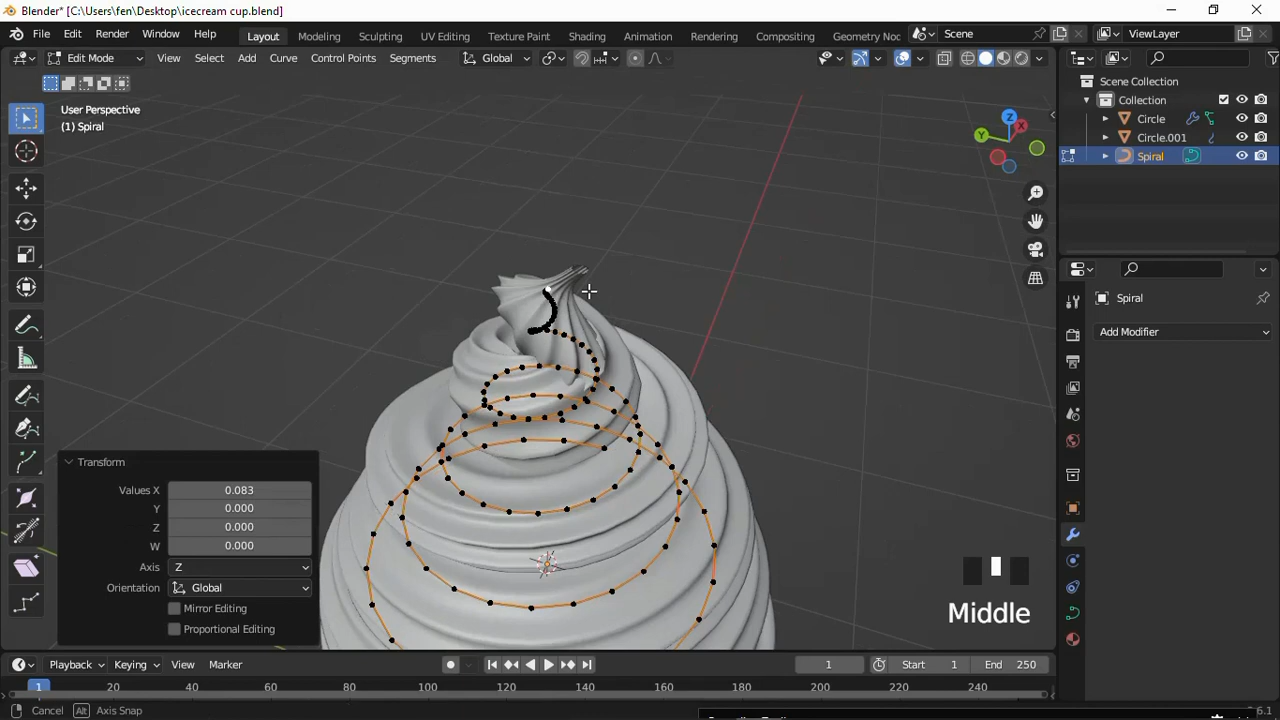 Blender* [C:\Users\fen\Desktop\icecream cup.blend]
File Edit Render Window Help
Layout Modeling Sculpting UV Editing Texture Paint Shading Animation Rendering Compositing Geometry Noc
Scene
ViewLayer
Edit Mode View Select Add Curve Control Points Segments
Global
User Perspective
(1) Spiral
Z
X
Y
Scene Collection
Collection
Circle
Circle.001
Spiral
Spiral
Add Modifier
Transform
Values X 0.083
Y 0.000
Z 0.000
W 0.000
Axis Z
Orientation Global
Mirror Editing
Proportional Editing
Middle
Playback Keying View Marker
1
Start 1
End 250
1 20 40 60 80 100 120 140 160 180 200 220 240
Cancel Alt Axis Snap